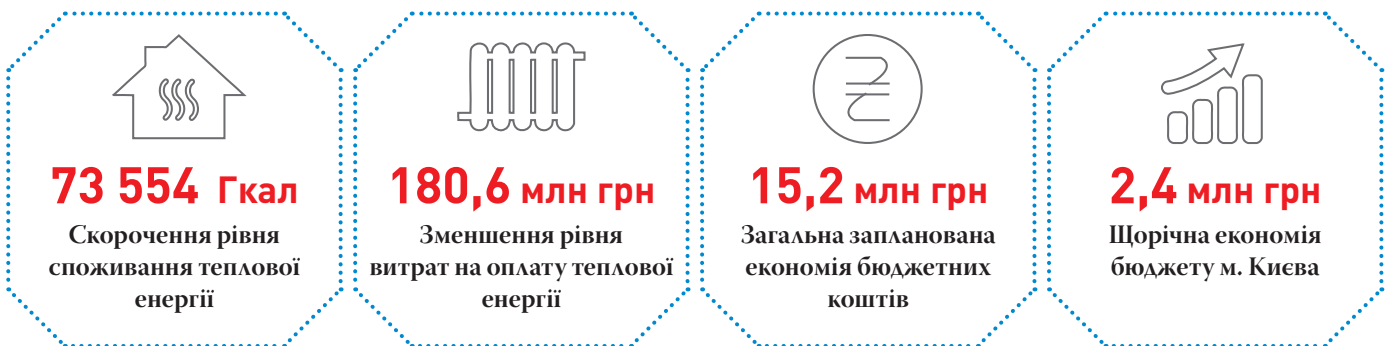 73 554 Гкал
Скорочення рівня
споживання теплової
енергії
180,6 млн грн
Зменшення рівня
витрат на оплату теплової
енергії
15,2 млн грн
Загальна запланована
економія бюджетних
коштів
2,4 млн грн
Щорічна економія
бюджету м. Києва